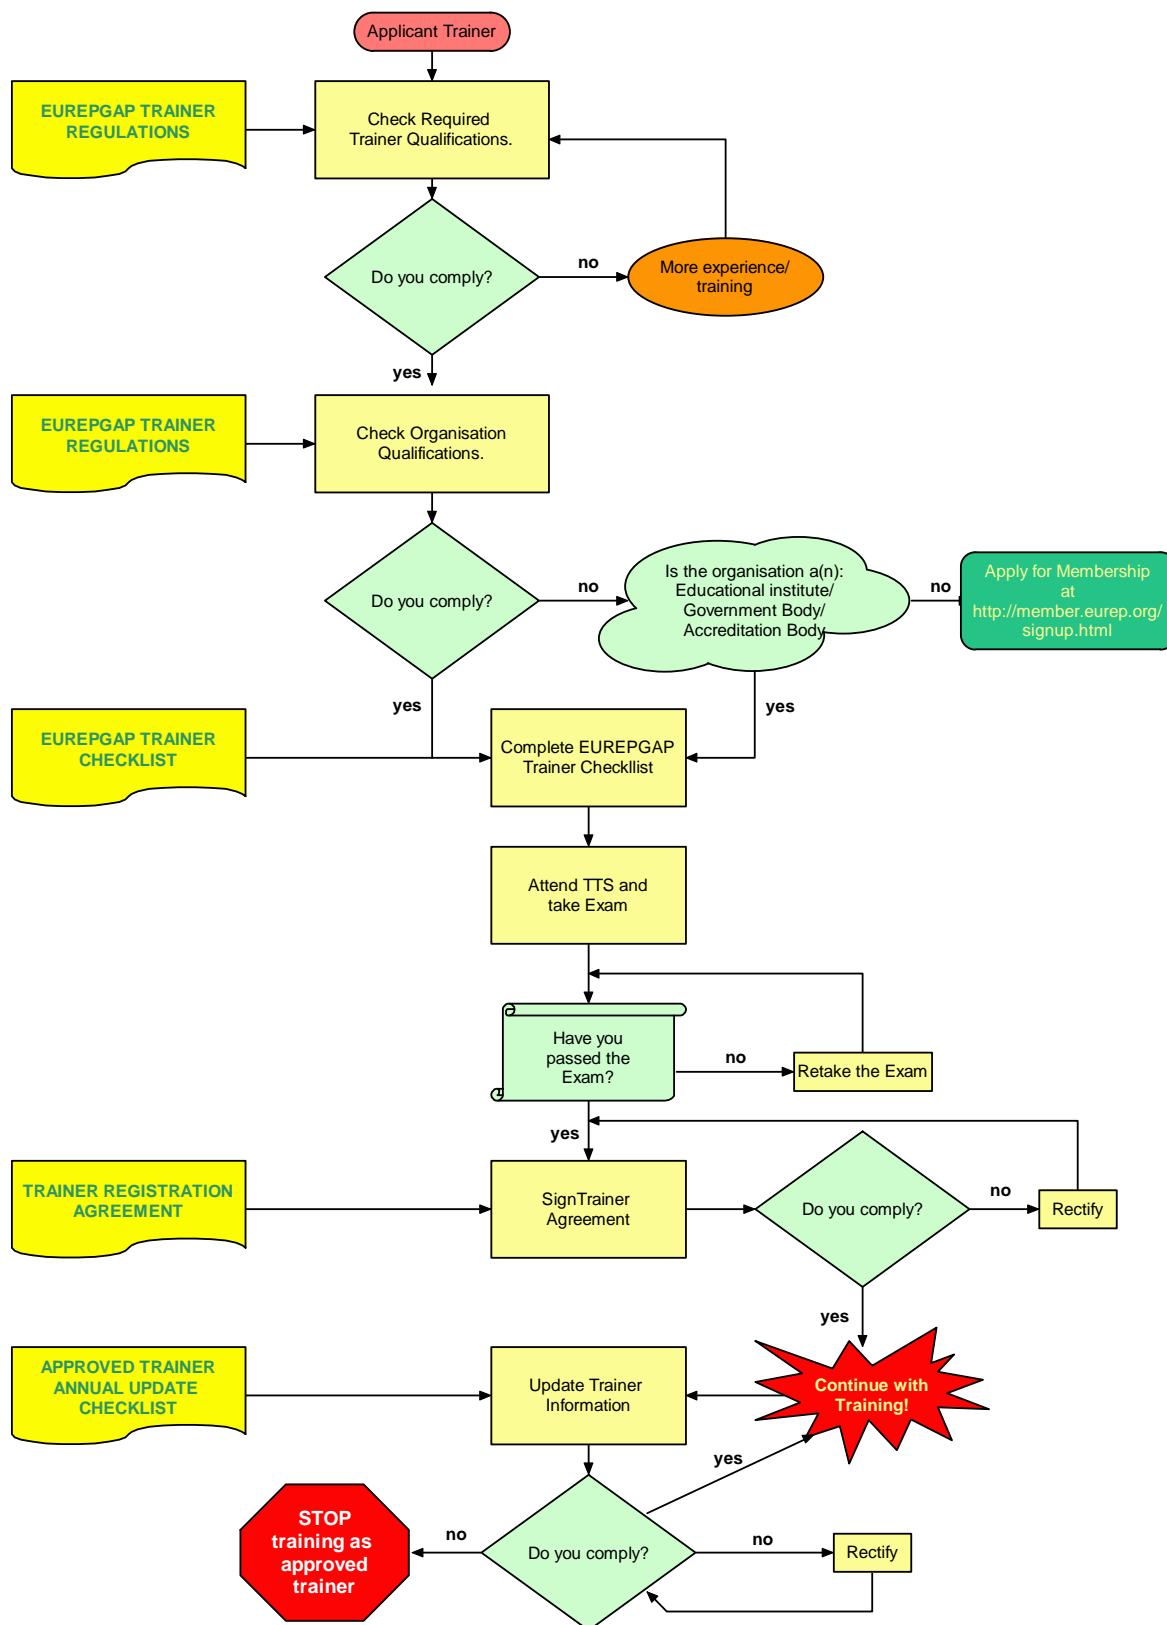 Applicant Trainer
EUREPGAP TRAINER
REGULATIONS
Check Required
Trainer Qualifications.
Do you comply?
no
More experience/
training
yes
EUREPGAP TRAINER
REGULATIONS
Check Organisation
Qualifications.
Do you comply?
no
Is the organisation a(n):
Educational institute/
Government Body/
Accreditation Body
no
Apply for Membership
at
http://member.eurep.org/
signup.html
yes
yes
EUREPGAP TRAINER
CHECKLIST
Complete EUREPGAP
Trainer Checkllist
Attend TTS and
take Exam
Have you
passed the
Exam?
no
Retake the Exam
yes
TRAINER REGISTRATION
AGREEMENT
SignTrainer
Agreement
Do you comply?
no
Rectify
yes
APPROVED TRAINER
ANNUAL UPDATE
CHECKLIST
Update Trainer
Information
Continue with
Training!
yes
STOP
training as
approved
trainer
no
Do you comply?
no
Rectify